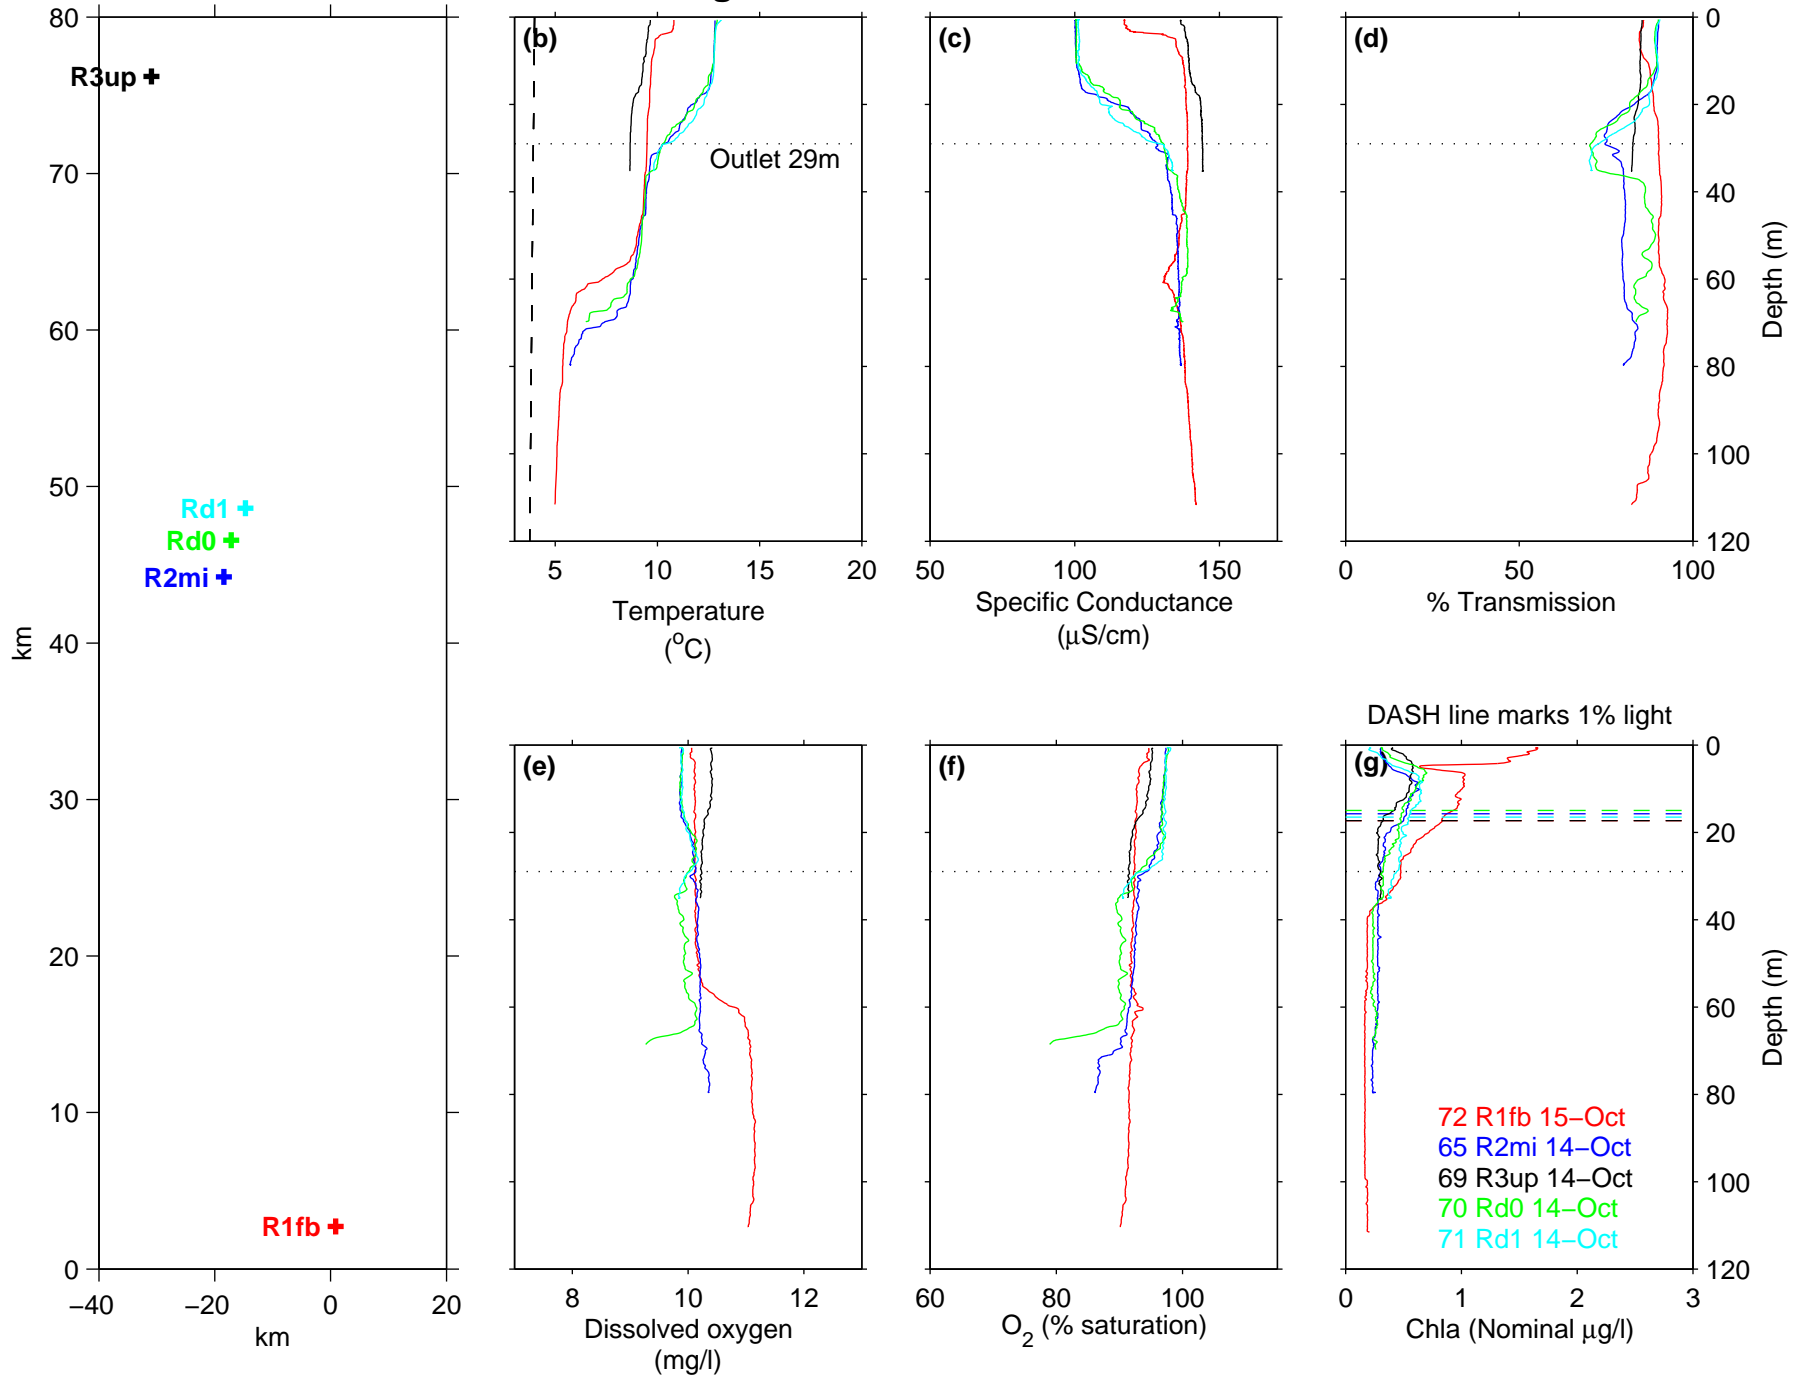 80
70
60
50
40
30
20
10
0
km
−40
−20
0
20
km
R3up
Rd1
Rd0
R2mi
R1fb
(b)
Outlet 29m
5
10
15
20
Temperature
(°C)
(c)
50
100
150
Specific Conductance
(μS/cm)
(d)
0
50
100
% Transmission
0
20
40
60
80
100
120
Depth (m)
(e)
8
10
12
Dissolved oxygen
(mg/l)
(f)
60
80
100
O2 (% saturation)
DASH line marks 1% light
(g)
72 R1fb 15−Oct
65 R2mi 14−Oct
69 R3up 14−Oct
70 Rd0 14−Oct
71 Rd1 14−Oct
0
1
2
3
Chla (Nominal μg/l)
0
20
40
60
80
100
120
Depth (m)